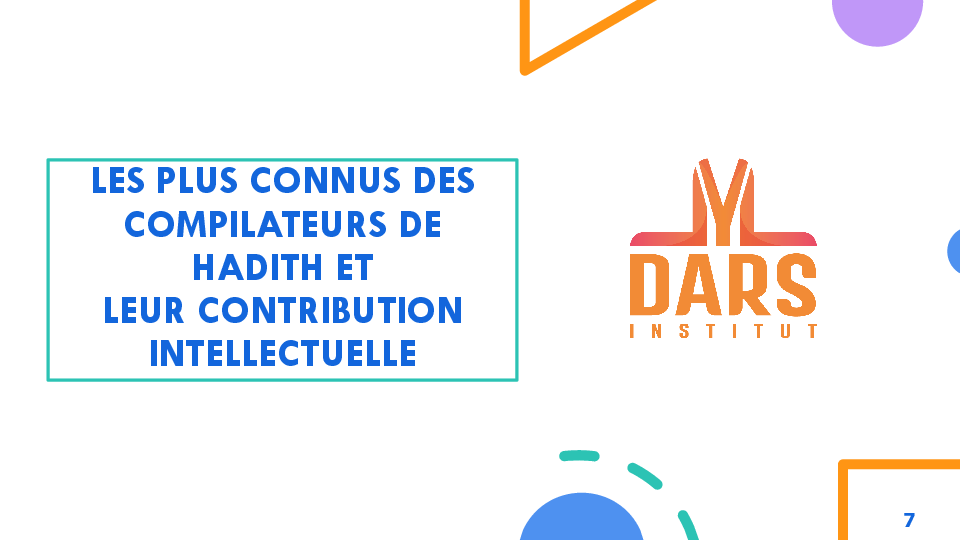 LES PLUS CONNUS DES
COMPILATEURS DE
HADITH ET
LEUR CONTRIBUTION
INTELLECTUELLE
DARS
INSTITUT
7